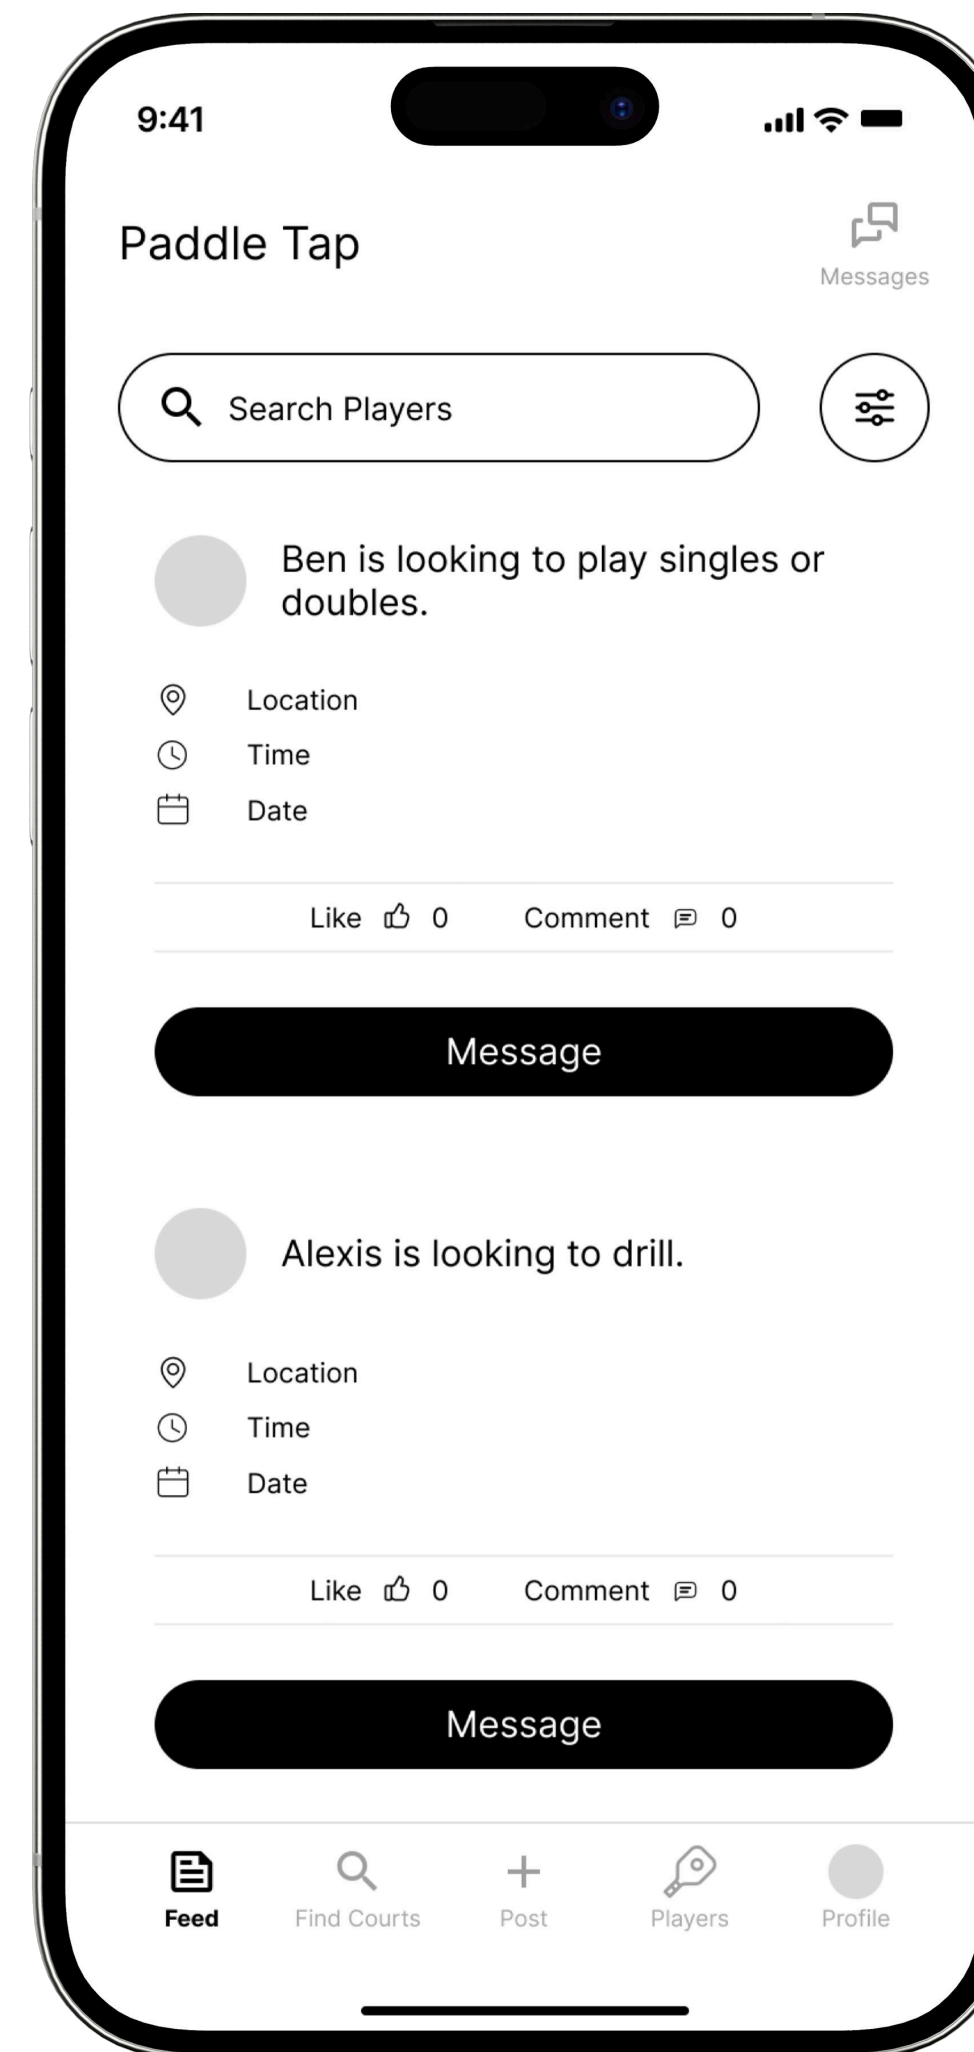 9:41
Paddle Tap
Messages
Search Players
Ben is looking to play singles or
doubles.
Location
Time
Date
Like 0 Comment 0
Message
Alexis is looking to drill.
Location
Time
Date
Like 0 Comment 0
Message
Feed Find Courts Post Players Profile